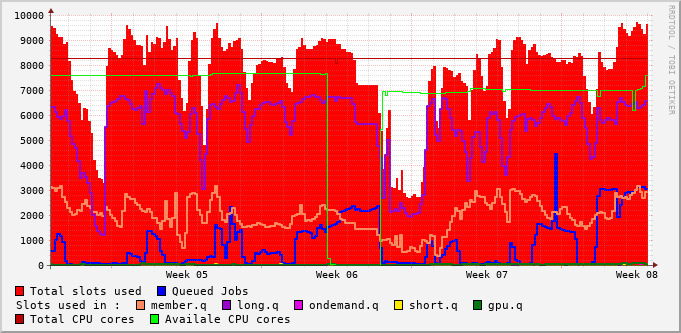 10000
9000
8000
7000
6000
5000
4000
3000
2000
1000
0
Week 05 Week 06 Week 07 Week 08
Total slots used Queued Jobs
Slots used in : member.q long.q ondemand.q short.q gpu.q
Total CPU cores Availale CPU cores
RRDTOOL / TOBI OETIKER